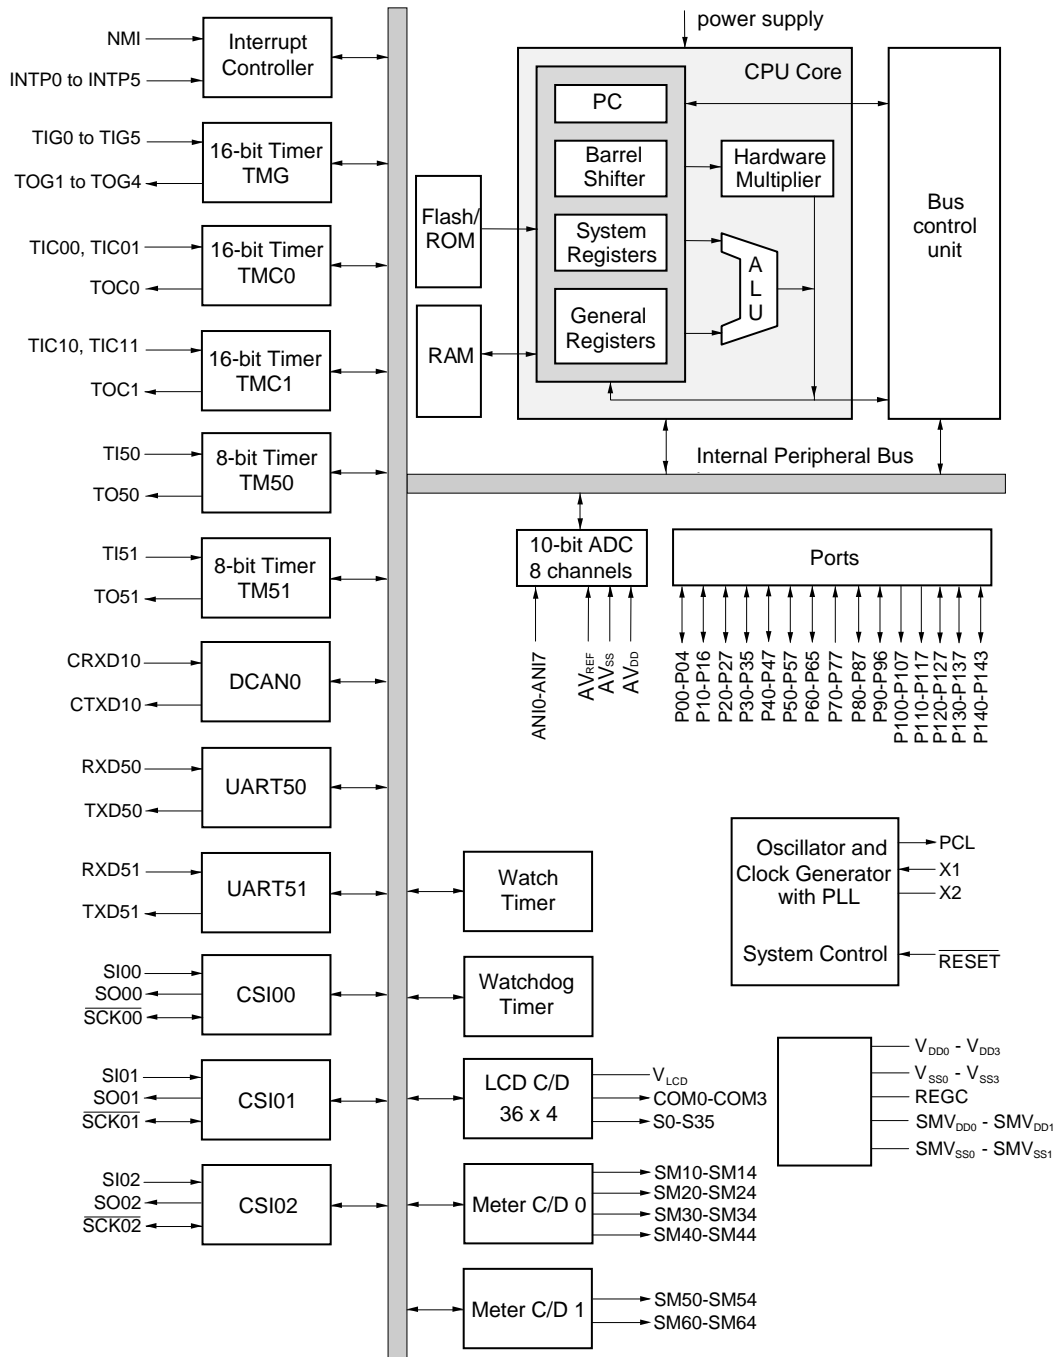 power supply
NMI
INTP0 to INTP5
Interrupt
Controller
TIG0 to TIG5
TOG1 to TOG4
16-bit Timer
TMG
TIC00, TIC01
TOC0
16-bit Timer
TMC0
TIC10, TIC11
TOC1
16-bit Timer
TMC1
TI50
TO50
8-bit Timer
TM50
TI51
TO51
8-bit Timer
TM51
CRXD10
CTXD10
DCAN0
RXD50
TXD50
UART50
RXD51
TXD51
UART51
SI00
SO00
SCK00
CSI00
SI01
SO01
SCK01
CSI01
SI02
SO02
SCK02
CSI02
Flash/
ROM
RAM
CPU Core
PC
Barrel
Shifter
System
Registers
General
Registers
Hardware
Multiplier
A
L
U
Bus
control
unit
Internal Peripheral Bus
10-bit ADC
8 channels
ANI0-ANI7
AVREF
AVSS
AVDD
Ports
P00-P04
P10-P16
P20-P27
P30-P35
P40-P47
P50-P57
P60-P65
P70-P77
P80-P87
P90-P96
P100-P107
P110-P117
P120-P127
P130-P137
P140-P143
Oscillator and
Clock Generator
with PLL
System Control
PCL
X1
X2
RESET
Watch
Timer
Watchdog
Timer
LCD C/D
36 x 4
VLCD
COM0-COM3
S0-S35
VDD0 - VDD3
VSS0 - VSS3
REGC
SMVDD0 - SMVDD1
SMVSS0 - SMVSS1
Meter C/D 0
SM10-SM14
SM20-SM24
SM30-SM34
SM40-SM44
Meter C/D 1
SM50-SM54
SM60-SM64